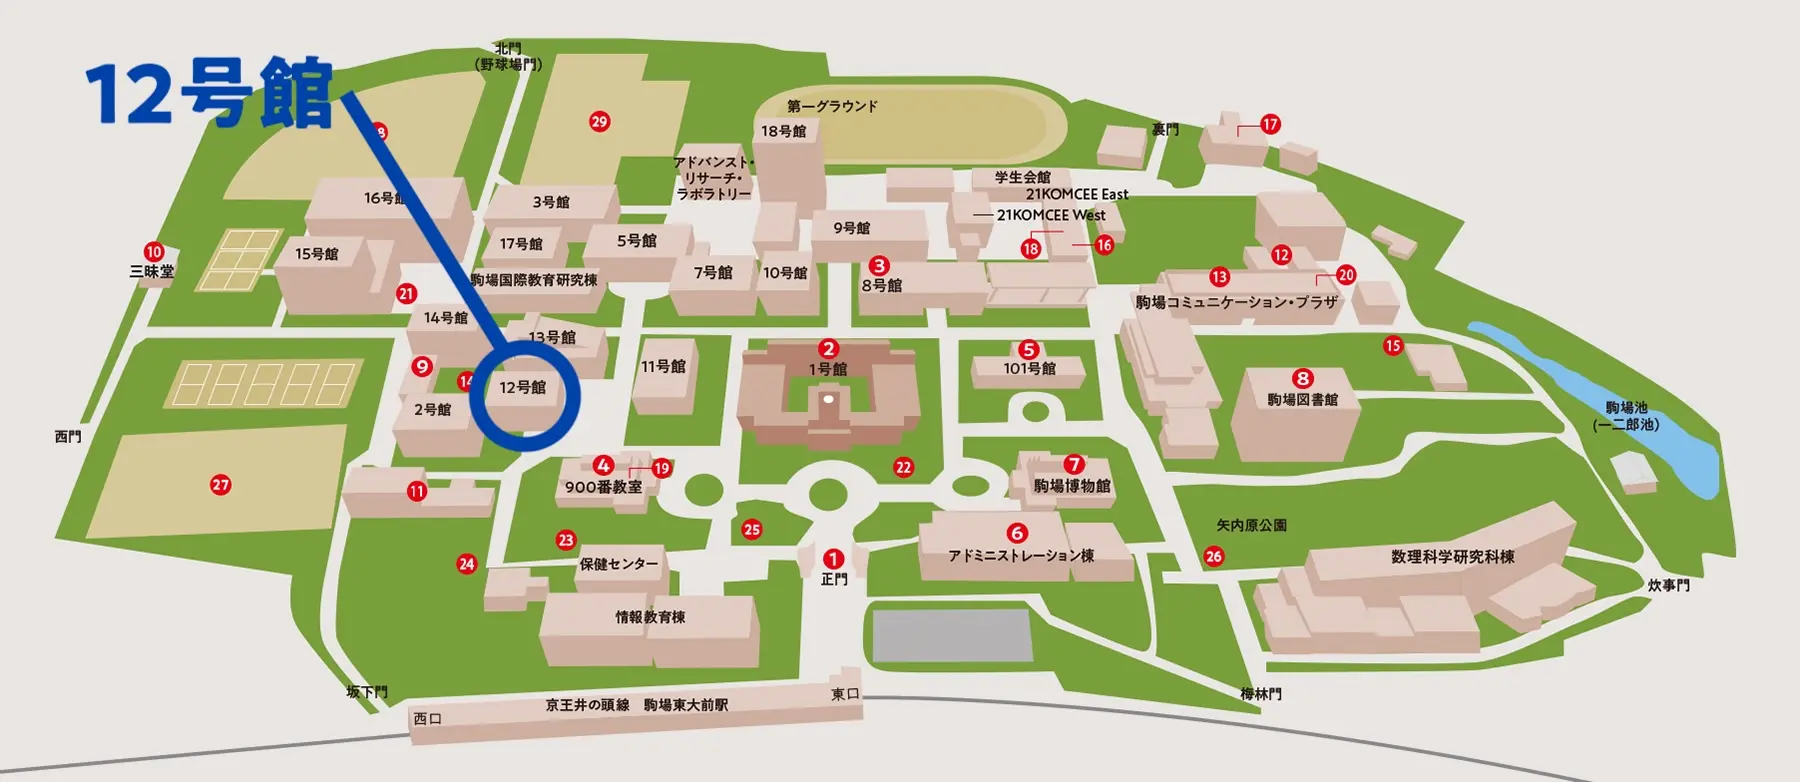 12号館
北門
(野球場門)
第一グラウンド
29
18号館
裏門
17
アドバンスト・
リサーチ・
ラボラトリー
学生会館
21KOMCEE East
21KOMCEE West
16号館
3号館
9号館
17号館
5号館
18
16
10
三昧堂
15号館
7号館
10号館
3
8号館
12
13
20
駒場国際教育研究棟
21
駒場コミュニケーション・プラザ
14号館
13号館
9
14
12号館
11号館
2
1号館
5
101号館
15
8
駒場図書館
2号館
駒場池
(一二郎池)
西門
27
11
4
19
900番教室
22
7
駒場博物館
25
23
24
保健センター
1
正門
6
アドミニストレーション棟
矢内原公園
26
数理科学研究科棟
炊事門
情報教育棟
坂下門
西口
京王井の頭線 駒場東大前駅
東口
梅林門